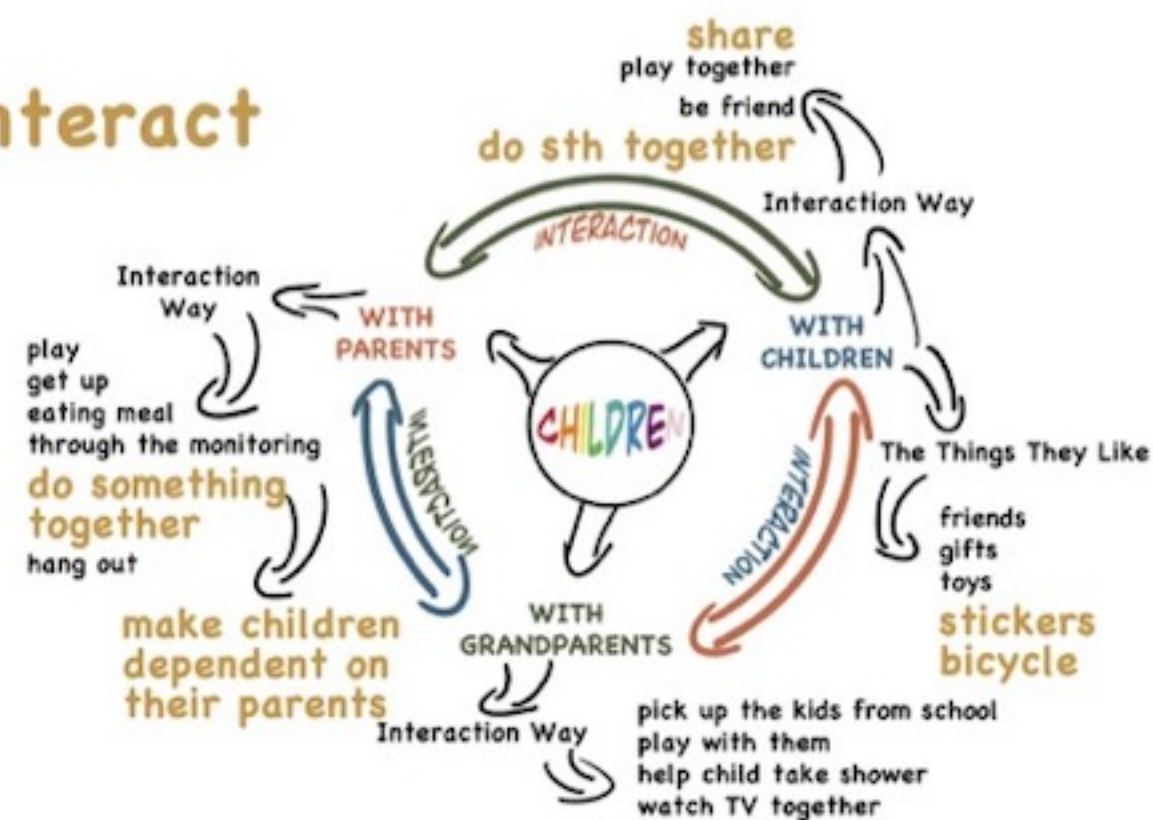 nteract
share
play together
be friend
do sth together
Interaction Way
INTERACTION
Interaction
Way
WITH
PARENTS
WITH
CHILDREN
play
get up
eating meal
through the monitoring
do something
together
hang out
make children
dependent on
their parents
INTERACTION
CHILDREN
INTERACTION
The Things They Like
friends
gifts
toys
stickers
bicycle
WITH
GRANDPARENTS
Interaction Way
pick up the kids from school
play with them
help child take shower
watch TV together